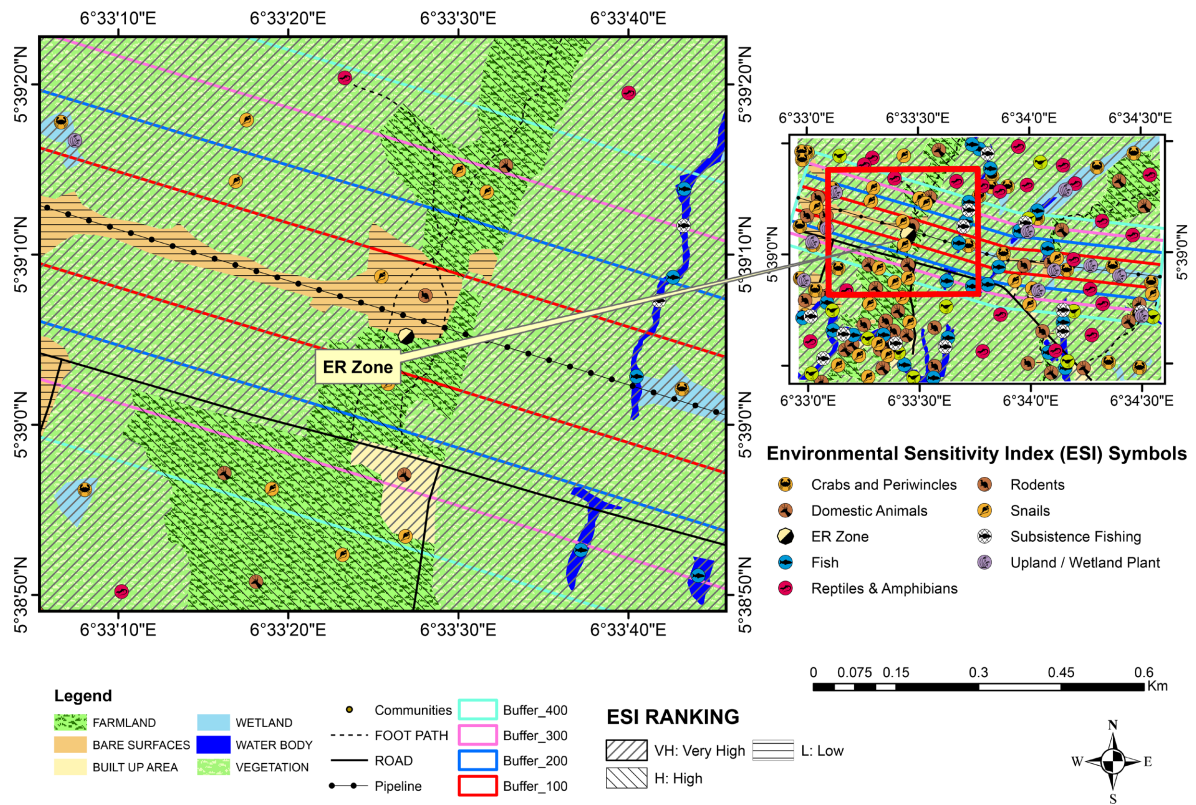 6°33'10"E 6°33'20"E 6°33'30"E 6°33'40"E
5°39'20"N
5°39'10"N
5°39'0"N
5°38'50"N
5°39'20"N
5°39'10"N
5°39'0"N
5°38'50"N
ER Zone
6°33'10"E 6°33'20"E 6°33'30"E 6°33'40"E
6°33'0"E 6°33'30"E 6°34'0"E 6°34'30"E
5°39'0"N
5°39'0"N
6°33'0"E 6°33'30"E 6°34'0"E 6°34'30"E
Environmental Sensitivity Index (ESI) Symbols
Crabs and Periwincles
Domestic Animals
ER Zone
Fish
Reptiles & Amphibians
Rodents
Snails
Subsistence Fishing
Upland / Wetland Plant
0 0.075 0.15 0.3 0.45 0.6
Km
Legend
FARMLAND
BARE SURFACES
BUILT UP AREA
WETLAND
WATER BODY
VEGETATION
Communities
FOOT PATH
ROAD
Pipeline
Buffer_400
Buffer_300
Buffer_200
Buffer_100
ESI RANKING
VH: Very High
H: High
L: Low
N
W E
S